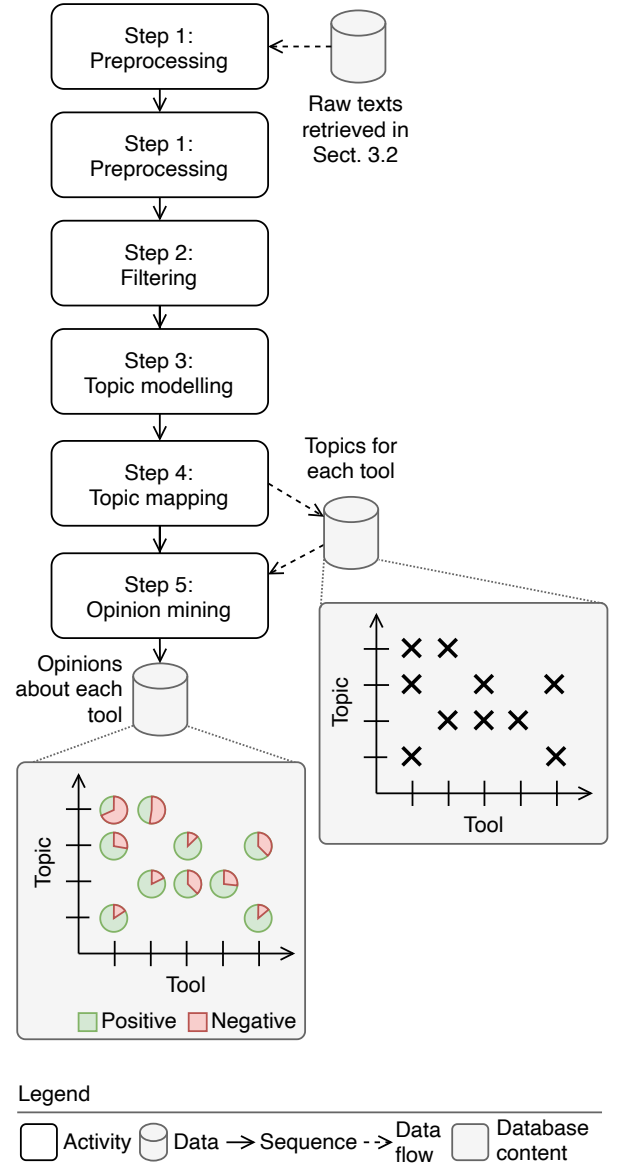 Step 1:
Preprocessing
Raw texts
retrieved in
Sect. 3.2
Step 1:
Preprocessing
Step 2:
Filtering
Step 3:
Topic modelling
Step 4:
Topic mapping
Topics for
each tool
Step 5:
Opinion mining
Opinions
about each
tool
Topic
Tool
Topic
Tool
Positive
Negative
Legend
Activity
Data
Sequence
Data
flow
Database
content